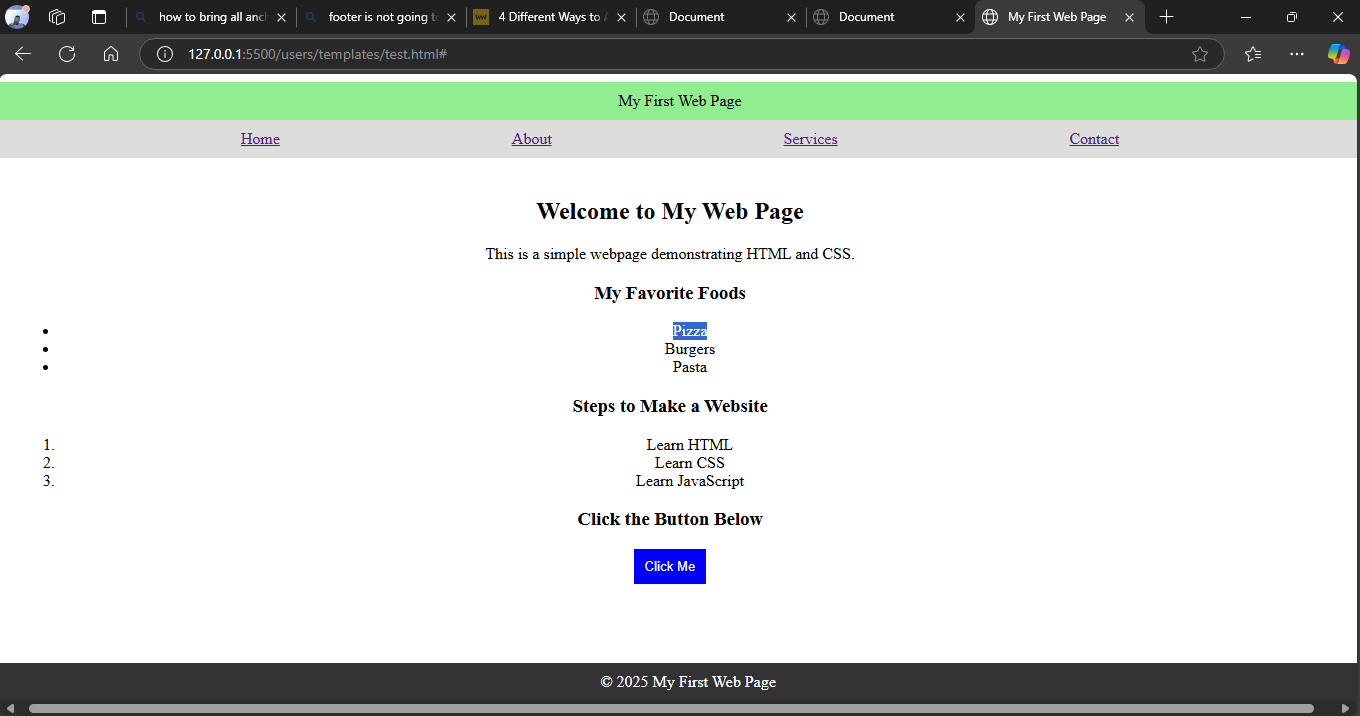 how to bring all anc
footer is not going t
4 Different Ways to
Document
Document
My First Web Page
127.0.0.1:5500/users/templates/test.html#
My First Web Page
Home About Services Contact
Welcome to My Web Page
This is a simple webpage demonstrating HTML and CSS.
My Favorite Foods
• Pizza
• Burgers
• Pasta
Steps to Make a Website
1. Learn HTML
2. Learn CSS
3. Learn JavaScript
Click the Button Below
Click Me
© 2025 My First Web Page